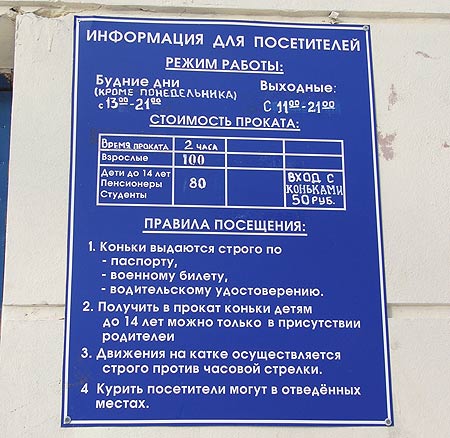 ИНФОРМАЦИЯ ДЛЯ ПОСЕТИТЕЛЕЙ
РЕЖИМ РАБОТЫ:
Будние дни
(КРОМЕ ПОНЕДЕЛЬНИКА)
с 13⁰⁰-21⁰⁰
Выходные:
С 11⁰⁰-21⁰⁰
СТОИМОСТЬ ПРОКАТА:
ВРЕМЯ ПРОКАТА 2 ЧАСА
Взрослые 100
Дети до 14 лет
Пенсионеры 80
Студенты
ВХОД С
КОНЬКАМИ
50 РУБ.
ПРАВИЛА ПОСЕЩЕНИЯ:
1. Коньки выдаются строго по
- паспорту,
- военному билету,
- водительскому удостоверению.
2. Получить в прокат коньки детям
до 14 лет можно только в присутствии
родителеи
3. Движения на катке осуществляется
строго против часовой стрелки.
4 Курить посетители могут в отведённых
местах.